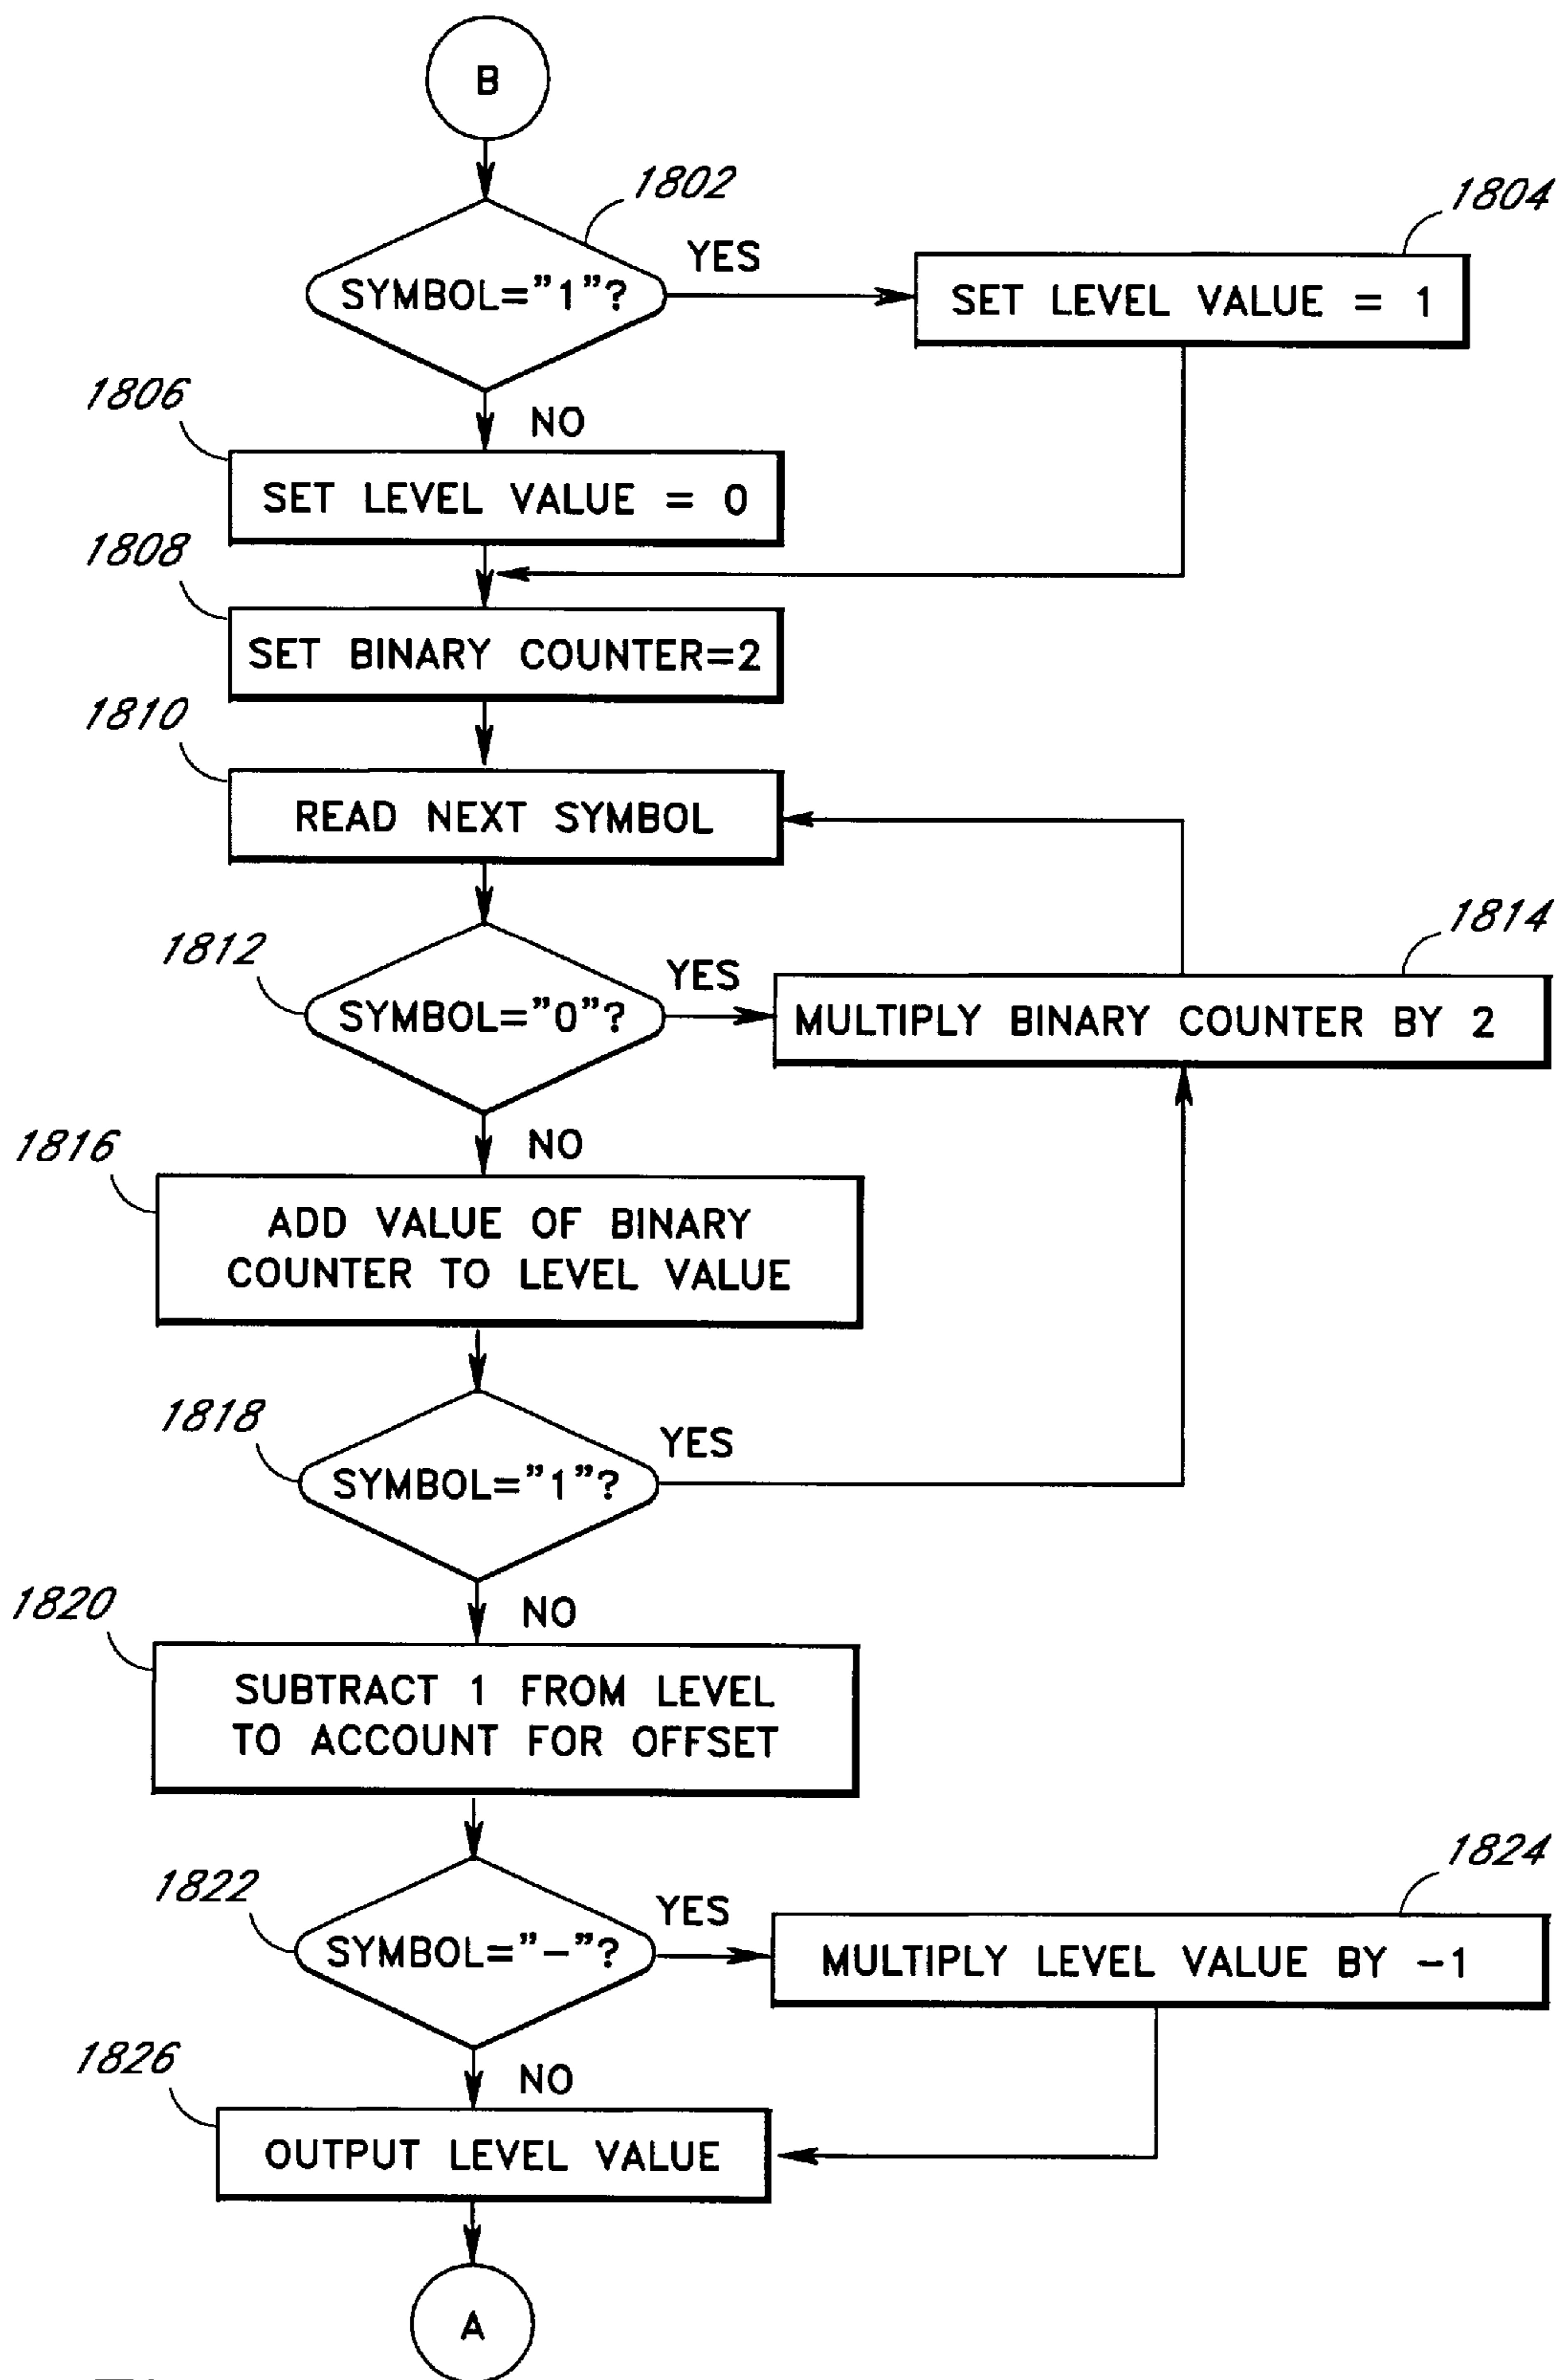 B
1802
SYMBOL="1"?
YES
1804
SET LEVEL VALUE = 1
NO
1806
SET LEVEL VALUE = 0
1808
SET BINARY COUNTER=2
1810
READ NEXT SYMBOL
1812
SYMBOL="0"?
YES
1814
MULTIPLY BINARY COUNTER BY 2
NO
1816
ADD VALUE OF BINARY
COUNTER TO LEVEL VALUE
1818
SYMBOL="1"?
YES
NO
1820
SUBTRACT 1 FROM LEVEL
TO ACCOUNT FOR OFFSET
1822
SYMBOL="-"?
YES
1824
MULTIPLY LEVEL VALUE BY -1
NO
1826
OUTPUT LEVEL VALUE
A